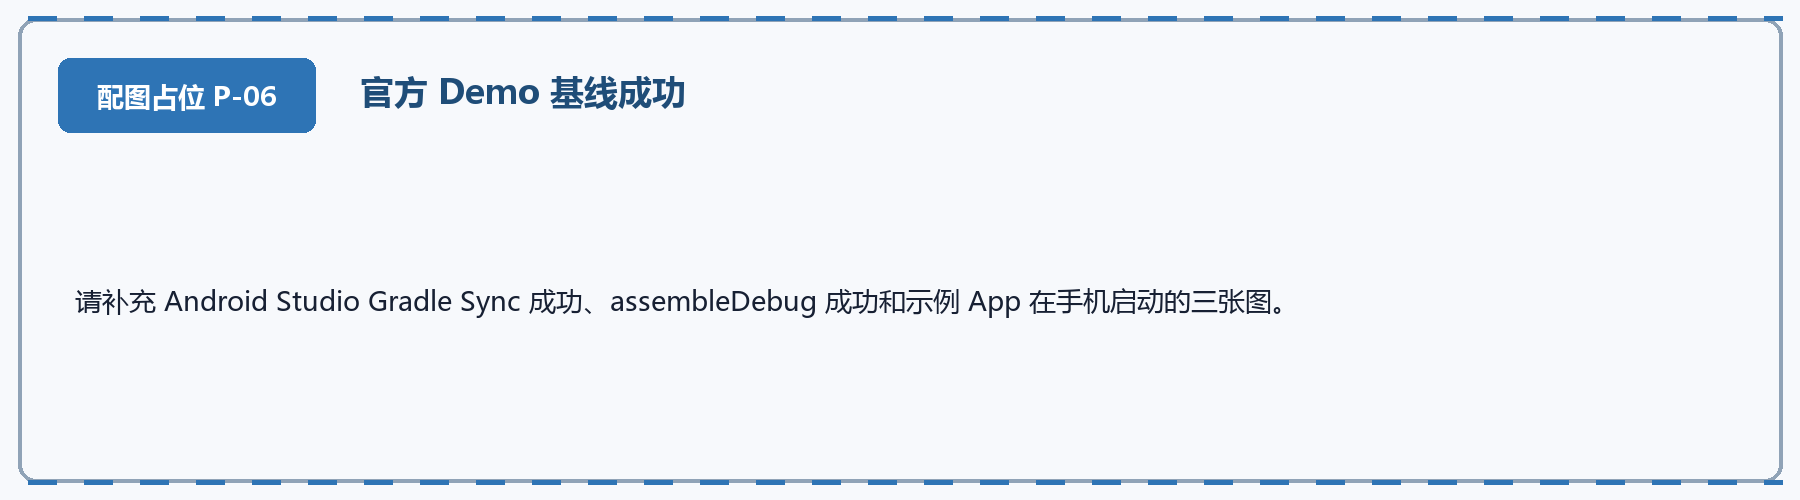 配图占位 P-06
官方 Demo 基线成功
请补充 Android Studio Gradle Sync 成功、assembleDebug 成功和示例 App 在手机启动的三张图。